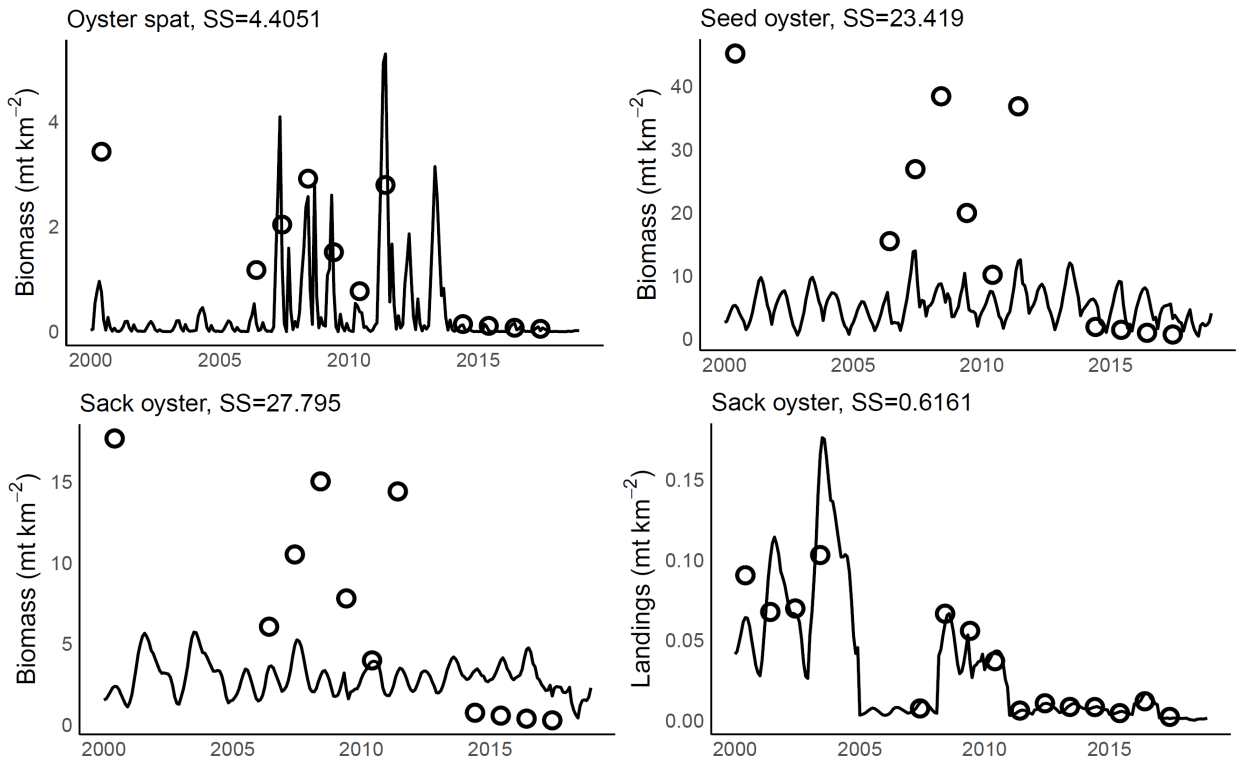 Oyster spat, SS=4.4051
Biomass (mt km⁻²)
4
2
0
2000 2005 2010 2015
Seed oyster, SS=23.419
Biomass (mt km⁻²)
40
30
20
10
0
2000 2005 2010 2015
Sack oyster, SS=27.795
Biomass (mt km⁻²)
15
10
5
0
2000 2005 2010 2015
Sack oyster, SS=0.6161
Landings (mt km⁻²)
0.15
0.10
0.05
0.00
2000 2005 2010 2015